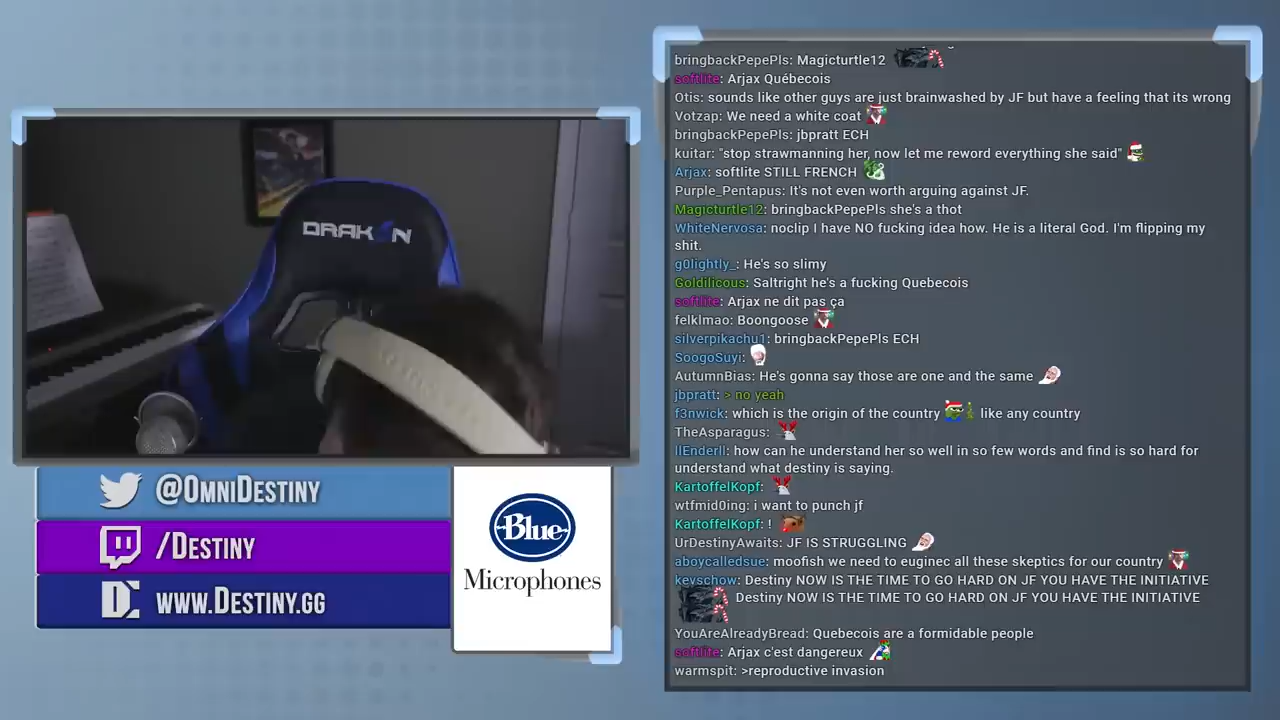 DRAKON
@OmniDestiny
/Destiny
www.Destiny.gg
Blue
Microphones
bringbackPepePls: Magicturtle12
softlite: Arjax Québecois
Otis: sounds like other guys are just brainwashed by JF but have a feeling that its wrong
Votzap: We need a white coat
bringbackPepePls: jbpratt ECH
kuitar: "stop strawmanning her, now let me reword everything she said"
Arjax: softlite STILL FRENCH
Purple_Pentapus: It's not even worth arguing against JF.
Magicturtle12: bringbackPepePls she's a thot
WhiteNervosa: noclip I have NO fucking idea how. He is a literal God. I'm flipping my
shit.
g0lightly_: He's so slimy
Goldilicous: Saltright he's a fucking Quebecois
softlite: Arjax ne dit pas ça
felklmao: Boongoose
silverpikachu1: bringbackPepePls ECH
SoogoSuyi:
AutumnBias: He's gonna say those are one and the same
jbpratt: > no yeah
f3nwick: which is the origin of the country like any country
TheAsparagus:
llEnderll: how can he understand her so well in so few words and find is so hard for
understand what destiny is saying.
KartoffelKopf:
wtfmid0ing: i want to punch jf
KartoffelKopf: !
UrDestinyAwaits: JF IS STRUGGLING
aboycalledsue: moofish we need to euginec all these skeptics for our country
keyschow: Destiny NOW IS THE TIME TO GO HARD ON JF YOU HAVE THE INITIATIVE
Destiny NOW IS THE TIME TO GO HARD ON JF YOU HAVE THE INITIATIVE
YouAreAlreadyBread: Quebecois are a formidable people
softlite: Arjax c'est dangereux
warmspit: >reproductive invasion